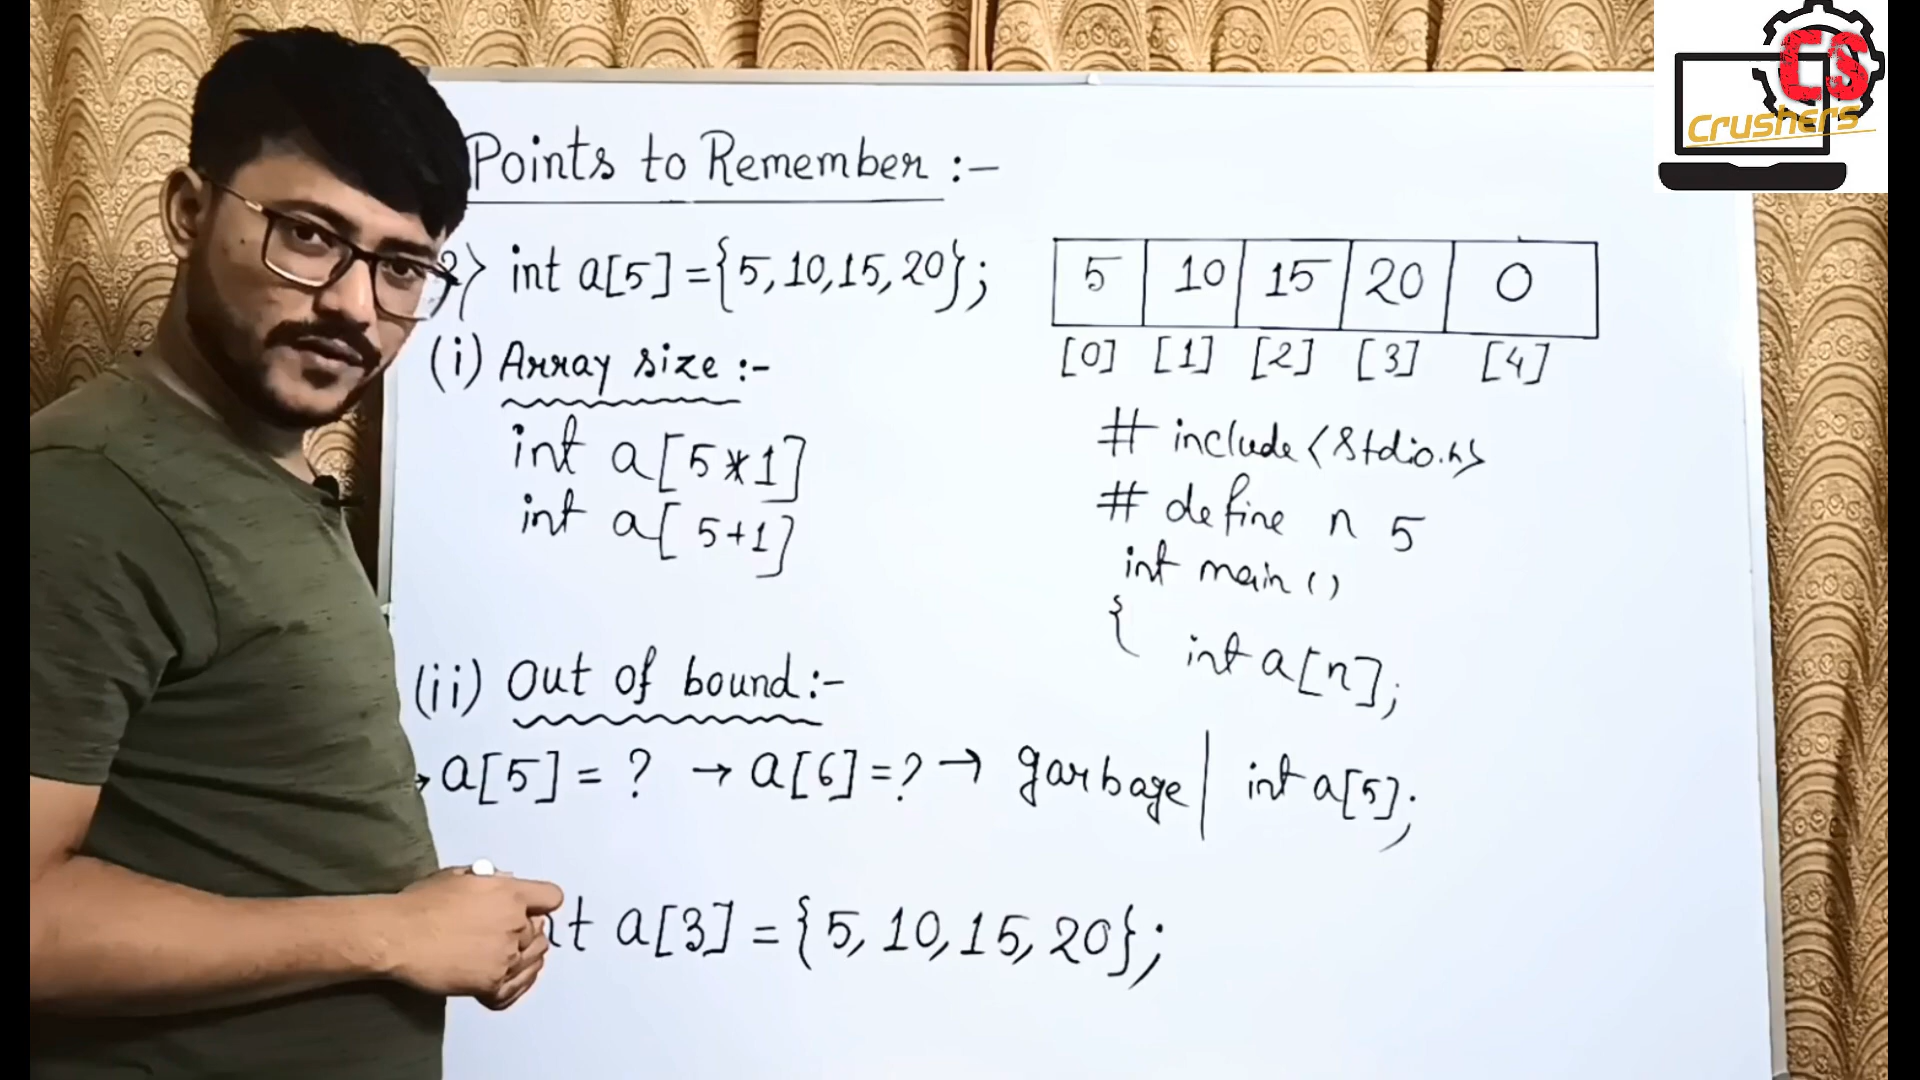 CS
Crushers
Points to Remember :-
int a[5] = {5, 10, 15, 20};
5 10 15 20 0
[0] [1] [2] [3] [4]
(i) Array size :-
int a[5*1]
int a[5+1]
# include <stdio.h>
# define n 5
int main ()
{ int a[n];
(ii) Out of bound :-
→ a[5] = ? → a[6] = ? → garbage | int a[5];
a[3] = {5, 10, 15, 20};